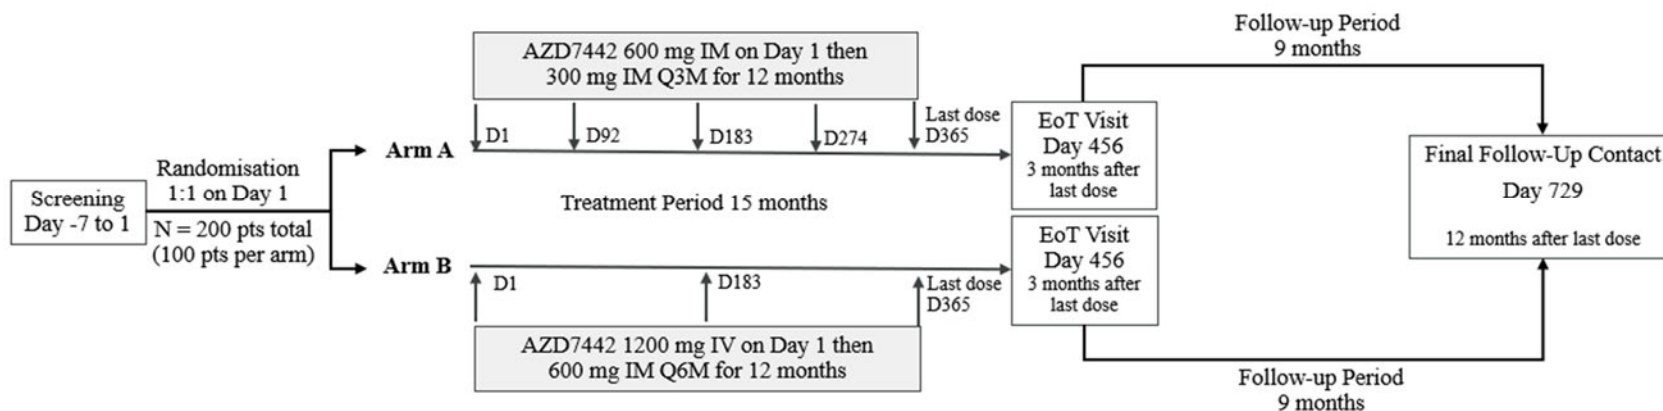 Screening
Day -7 to 1
Randomisation
1:1 on Day 1
N = 200 pts total
(100 pts per arm)
Arm A
AZD7442 600 mg IM on Day 1 then
300 mg IM Q3M for 12 months
D1
D92
D183
D274
Last dose
D365
Treatment Period 15 months
Arm B
D1
D183
Last dose
D365
AZD7442 1200 mg IV on Day 1 then
600 mg IM Q6M for 12 months
EoT Visit
Day 456
3 months after
last dose
EoT Visit
Day 456
3 months after
last dose
Follow-up Period
9 months
Follow-up Period
9 months
Final Follow-Up Contact
Day 729
12 months after last dose